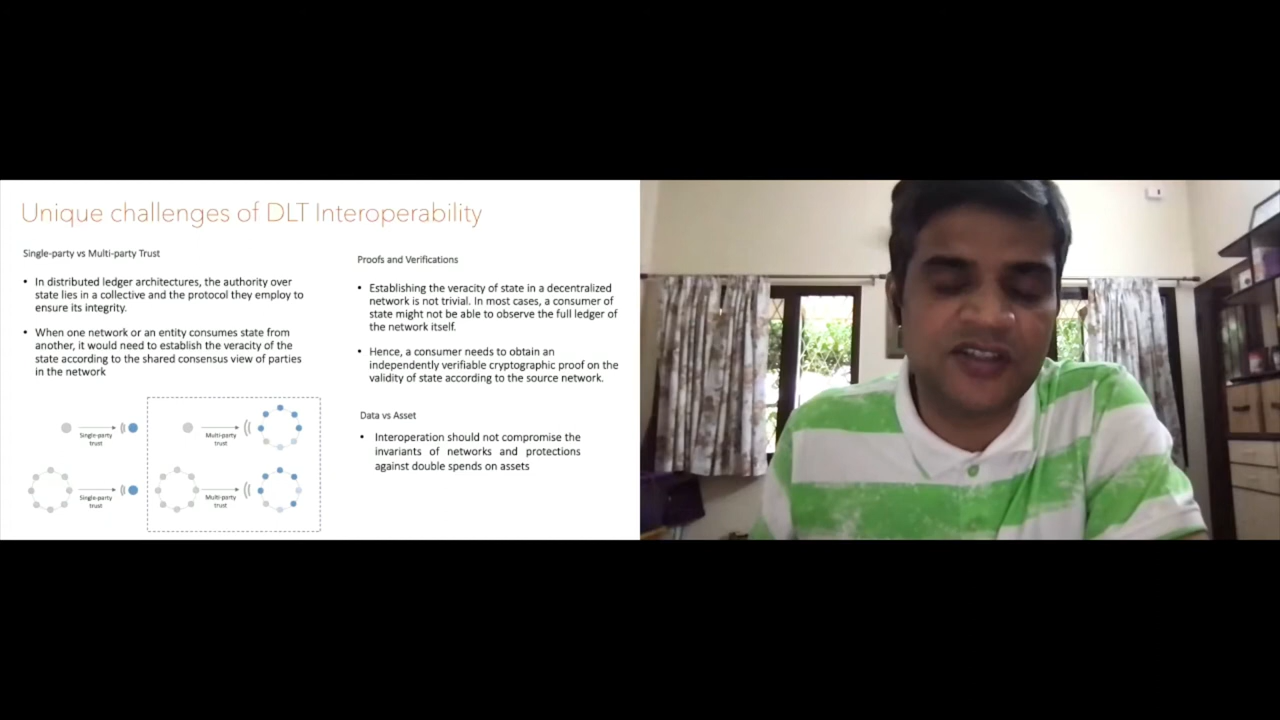 Unique challenges of DLT Interoperability
Single-party vs Multi-party Trust
• In distributed ledger architectures, the authority over
state lies in a collective and the protocol they employ to
ensure its integrity.
• When one network or an entity consumes state from
another, it would need to establish the veracity of the
state according to the shared consensus view of parties
in the network
Single-party
trust
Multi-party
trust
Single-party
trust
Multi-party
trust
Proofs and Verifications
• Establishing the veracity of state in a decentralized
network is not trivial. In most cases, a consumer of
state might not be able to observe the full ledger of
the network itself.
• Hence, a consumer needs to obtain an
independently verifiable cryptographic proof on the
validity of state according to the source network.
Data vs Asset
• Interoperation should not compromise the
invariants of networks and protections
against double spends on assets